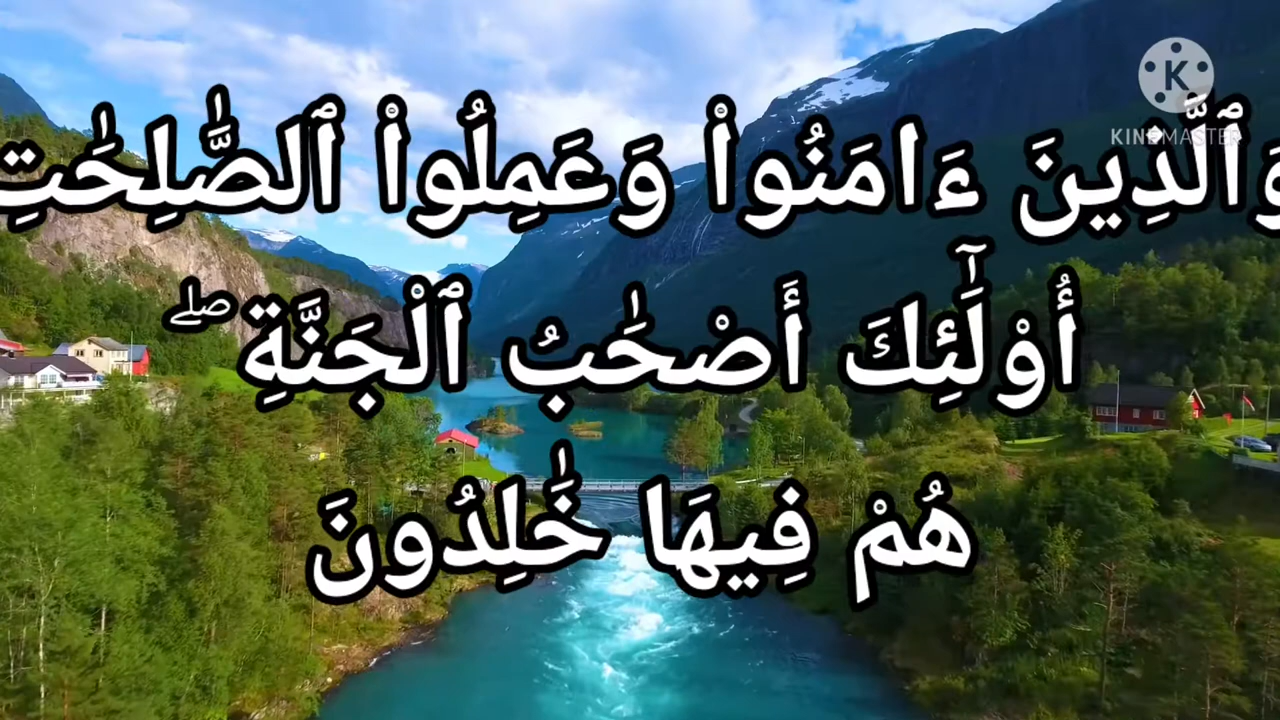 وَٱلَّذِينَ ءَامَنُوا۟ وَعَمِلُوا۟ ٱلصَّٰلِحَٰتِ
أُو۟لَٰٓئِكَ أَصْحَٰبُ ٱلْجَنَّةِ ۖ
هُمْ فِيهَا خَٰلِدُونَ
KINEMASTER